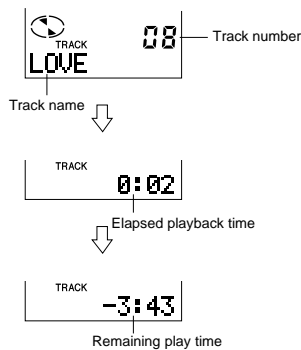 TRACK 08 Track number
LOVE
Track name
TRACK
0:02
Elapsed playback time
TRACK
-3:43
Remaining play time